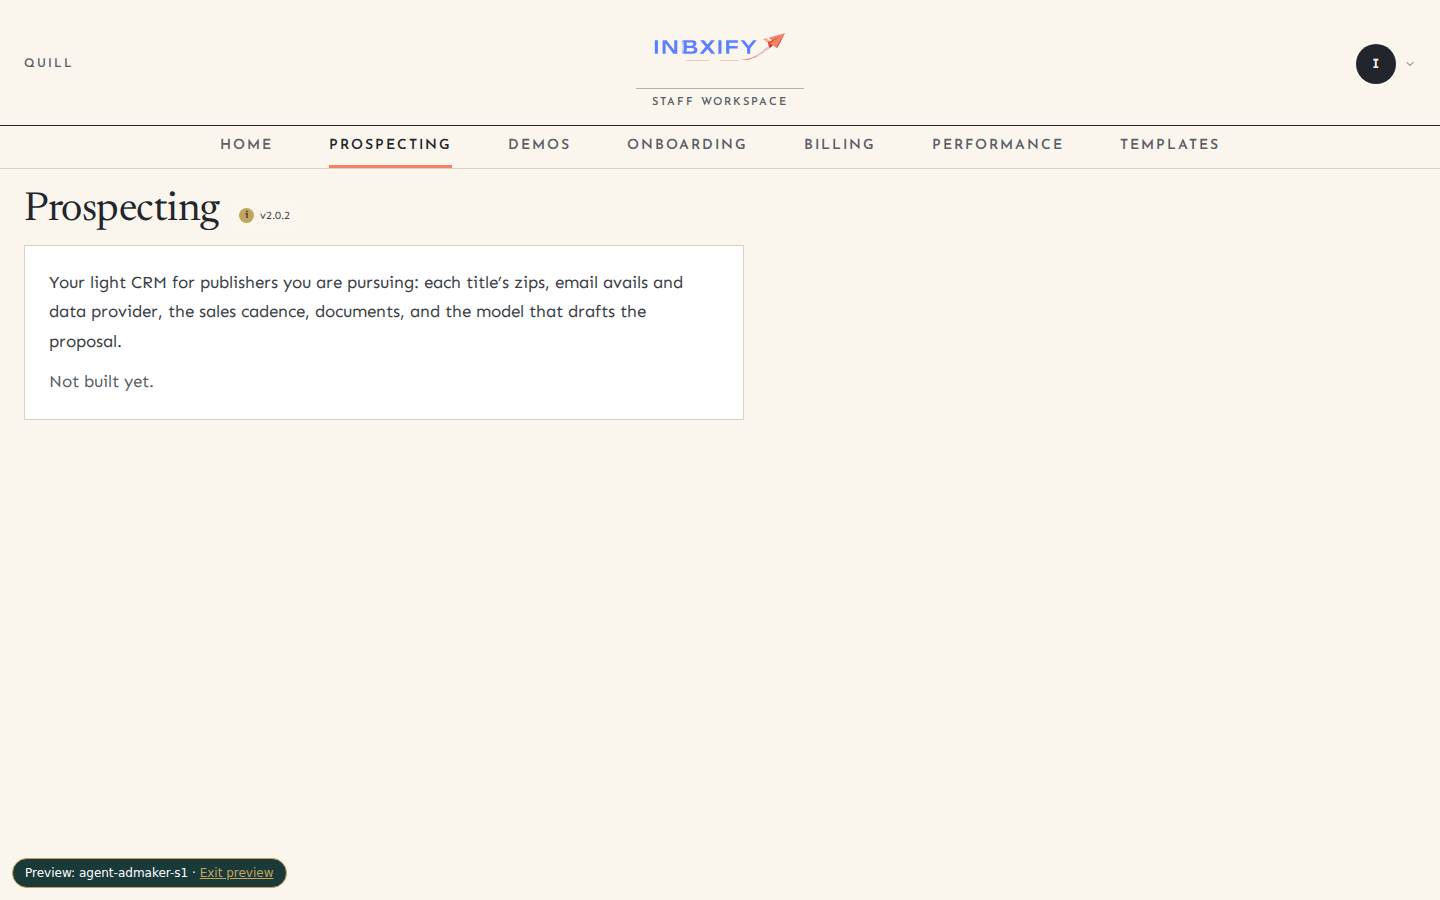 QUILL
INBXIFY
STAFF WORKSPACE
I
HOME PROSPECTING DEMOS ONBOARDING BILLING PERFORMANCE TEMPLATES
Prospecting
i v2.0.2
Your light CRM for publishers you are pursuing: each title’s zips, email avails and
data provider, the sales cadence, documents, and the model that drafts the
proposal.
Not built yet.
Preview: agent-admaker-s1 · Exit preview